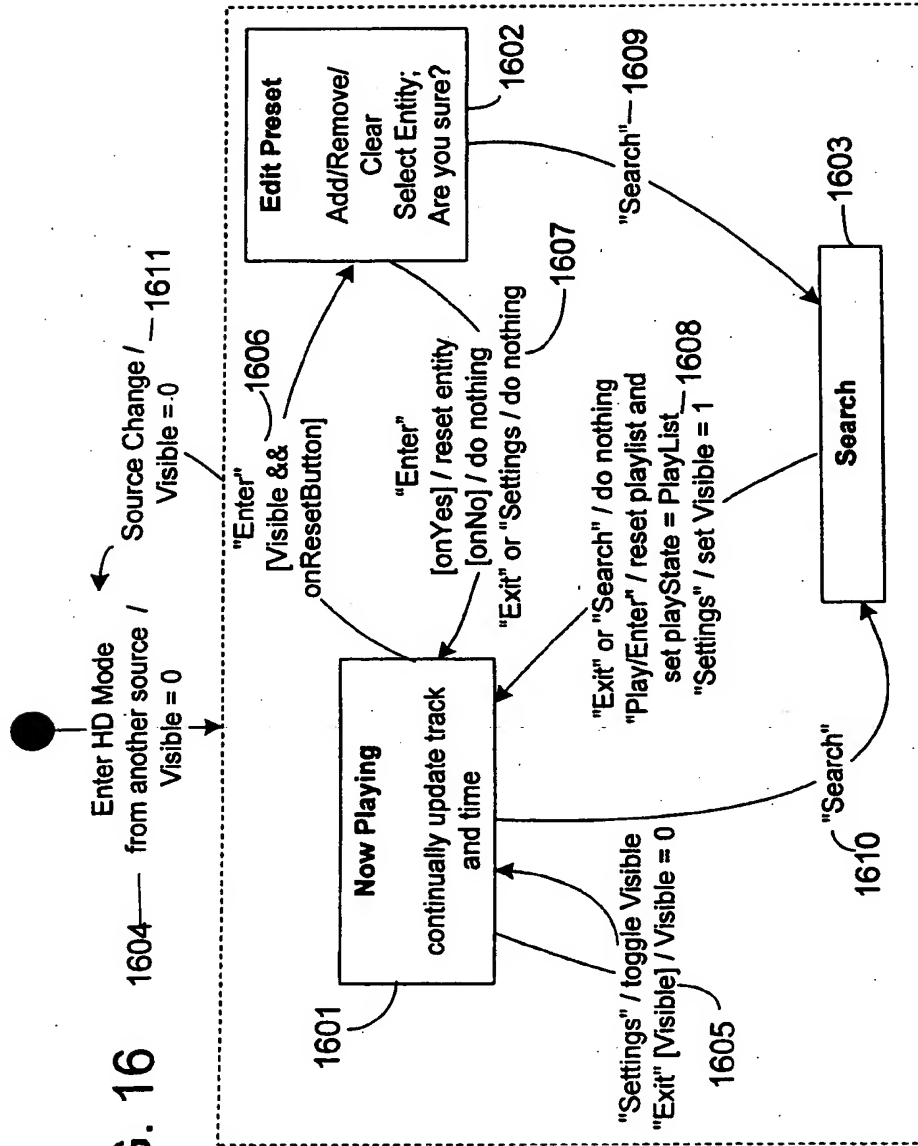 . 16
1604
Enter HD Mode
from another source /
Visible = 0
Source Change /
Visible = 0
1611
"Enter"
[Visible &&
onResetButton]
1606
Edit Preset
Add/Remove/
Clear
Select Entity;
Are you sure?
1602
"Enter"
[onYes] / reset entity
[onNo] / do nothing
"Exit" or "Settings / do nothing
1607
"Search"
1609
1601
Now Playing
continually update track
and time
"Exit" or "Search" / do nothing
"Play/Enter" / reset playlist and
set playState = PlayList
"Settings" / set Visible = 1
1608
1603
Search
"Settings" / toggle Visible
"Exit" [Visible] / Visible = 0
1605
"Search"
1610